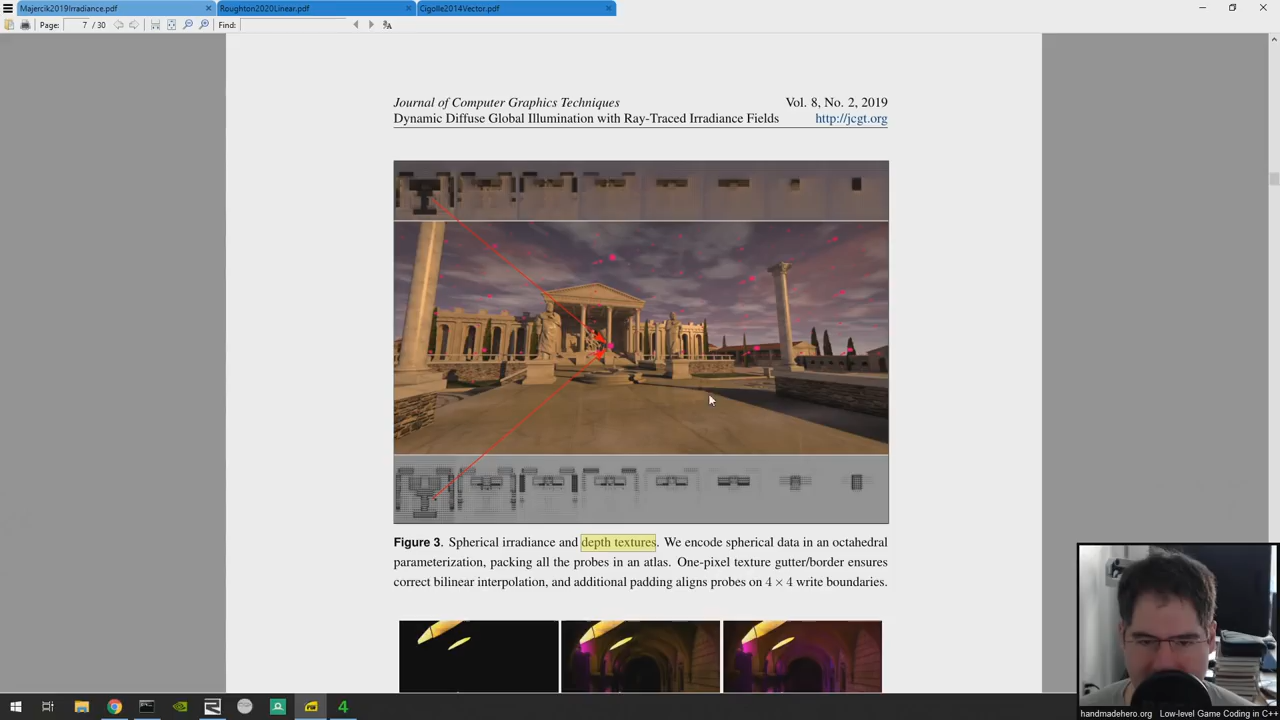 Majercik2019Irradiance.pdf
Roughton2020Linear.pdf
Cigolle2014Vector.pdf
Page: 7 / 30
Find:
Journal of Computer Graphics Techniques
Vol. 8, No. 2, 2019
Dynamic Diffuse Global Illumination with Ray-Traced Irradiance Fields
http://jcgt.org
Figure 3. Spherical irradiance and depth textures. We encode spherical data in an octahedral
parameterization, packing all the probes in an atlas. One-pixel texture gutter/border ensures
correct bilinear interpolation, and additional padding aligns probes on 4 × 4 write boundaries.
4
handmadehero.org
Low-level Game Coding in C++